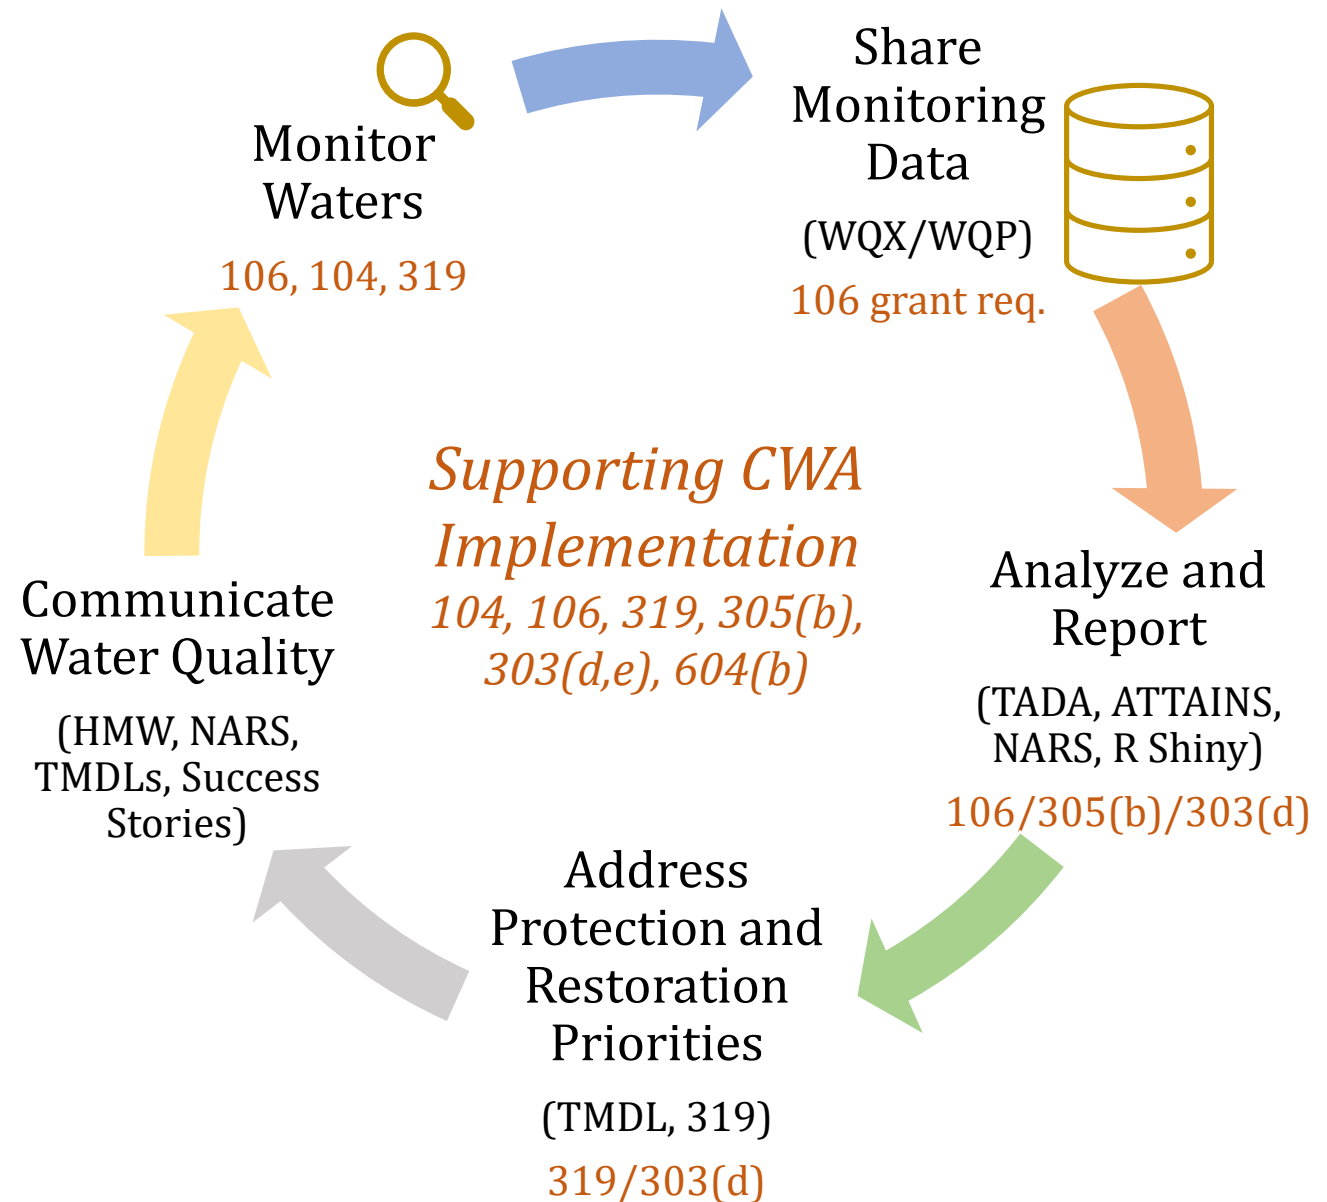 Monitor
Waters
106, 104, 319
Share
Monitoring
Data
(WQX/WQP)
106 grant req.
Analyze and
Report
(TADA, ATTAINS,
NARS, R Shiny)
106/305(b)/303(d)
Address
Protection and
Restoration
Priorities
(TMDL, 319)
319/303(d)
Communicate
Water Quality
(HMW, NARS,
TMDLs, Success
Stories)
Supporting CWA
Implementation
104, 106, 319, 305(b),
303(d,e), 604(b)